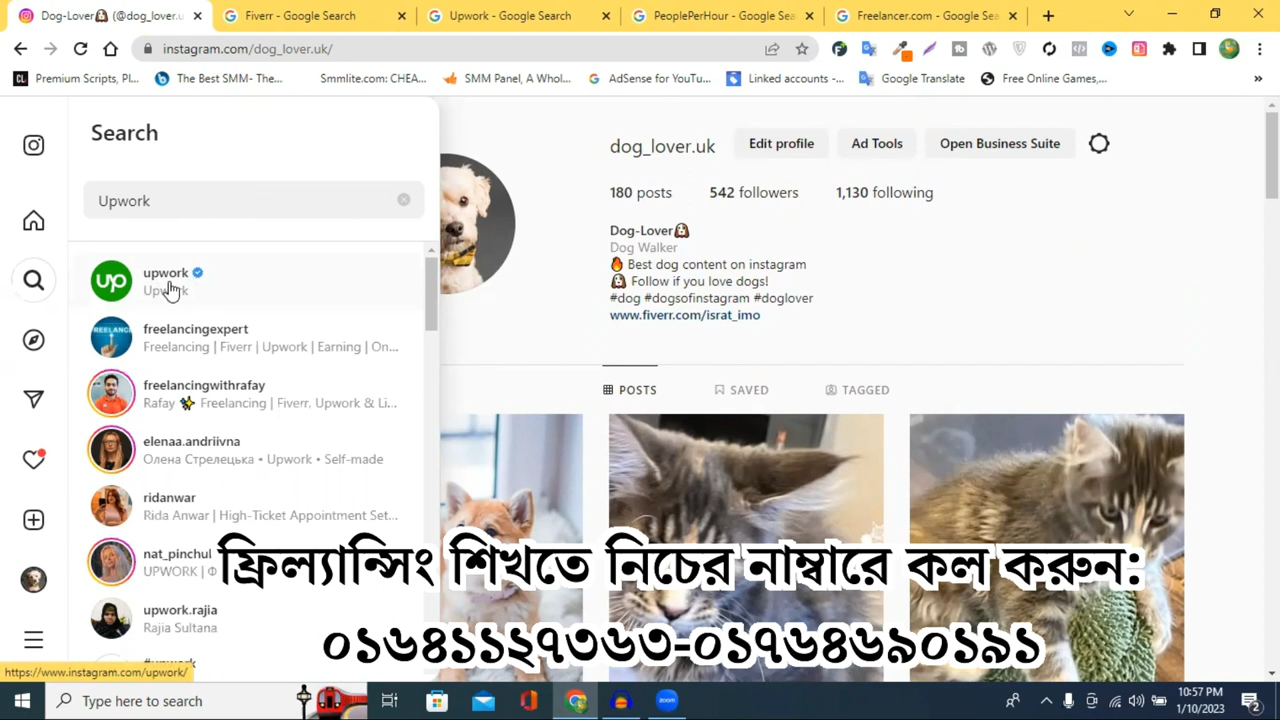 Dog-Lover🐶 (@dog_lover.u
Fiverr - Google Search
Upwork - Google Search
PeoplePerHour - Google Sea
Freelancer.com - Google Sea
instagram.com/dog_lover.uk/
Premium Scripts, Pl...
The Best SMM- The...
Smmlite.com: CHEA...
SMM Panel, A Whol...
AdSense for YouTu...
Linked accounts -...
Google Translate
Free Online Games,...
Search
Upwork
upwork
Upwork
freelancingexpert
Freelancing | Fiverr | Upwork | Earning | On...
freelancingwithrafay
Rafay ✨ Freelancing | Fiverr, Upwork & Li...
elenaa.andriivna
Олена Стрелецька • Upwork • Self-made
ridanwar
Rida Anwar | High-Ticket Appointment Set...
nat_pinchul
UPWORK | Ф
upwork.rajia
Rajia Sultana
#upwork
dog_lover.uk
Edit profile
Ad Tools
Open Business Suite
180 posts
542 followers
1,130 following
Dog-Lover🐶
Dog Walker
🔥 Best dog content on instagram
🐶 Follow if you love dogs!
#dog #dogsofinstagram #doglover
www.fiverr.com/israt_imo
POSTS
SAVED
TAGGED
ফ্রিল্যান্সিং শিখতে নিচের নাম্বারে কল করুন:
০১৬৪১১২৭৩৬৩-০১৭৬৪৬৯০১৯১
https://www.instagram.com/upwork/
Type here to search
zoom
10:57 PM
1/10/2023
2